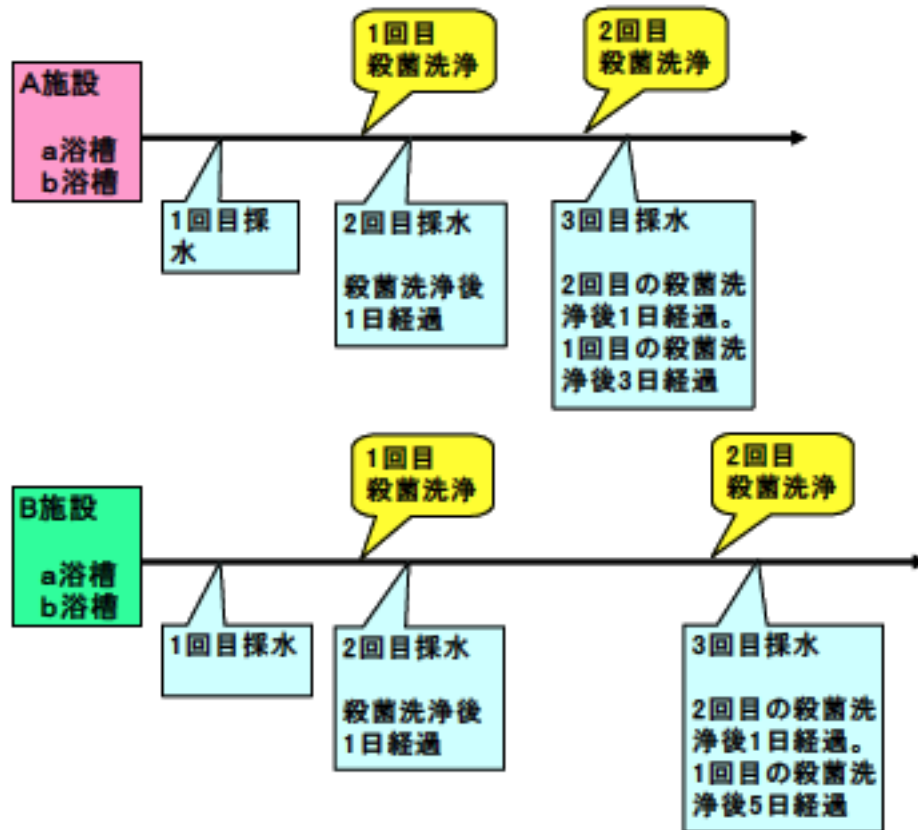 1回目
殺菌洗浄
2回目
殺菌洗浄
A施設
a浴槽
b浴槽
1回目採
水
2回目採水
殺菌洗浄後
1日経過
3回目採水
2回目の殺菌洗
浄後1日経過。
1回目の殺菌洗
浄後3日経過
1回目
殺菌洗浄
2回目
殺菌洗浄
B施設
a浴槽
b浴槽
1回目採水
2回目採水
殺菌洗浄後
1日経過
3回目採水
2回目の殺菌洗
浄後1日経過。
1回目の殺菌洗
浄後5日経過